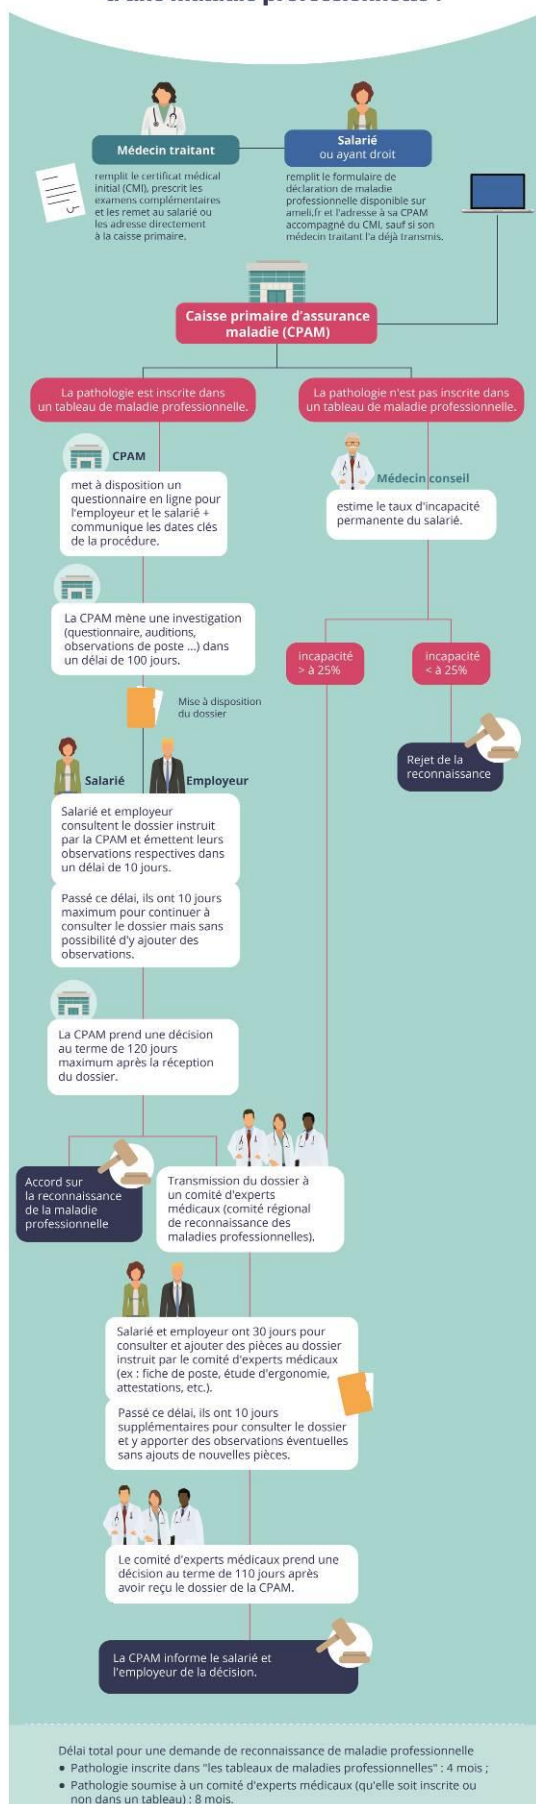 d'une maladie professionnelle ?
Médecin traitant
remplit le certificat médical
initial (CMI), prescrit les
examens complémentaires
et les remet au salarié ou
les adresse directement
à la caisse primaire.
Salarié
ou ayant droit
remplit le formulaire de
déclaration de maladie
professionnelle disponible sur
ameli,fr et l'adresse à sa CPAM
accompagné du CMI, sauf si son
médecin traitant l'a déjà transmis.
Caisse primaire d'assurance
maladie (CPAM)
La pathologie est inscrite dans
un tableau de maladie professionnelle.
La pathologie n'est pas inscrite dans
un tableau de maladie professionnelle.
CPAM
met à disposition un
questionnaire en ligne pour
l'employeur et le salarié +
communique les dates clés
de la procédure.
Médecin conseil
estime le taux d'incapacité
permanente du salarié.
La CPAM mène une investigation
(questionnaire, auditions,
observations de poste ...) dans
un délai de 100 jours.
incapacité
> à 25%
incapacité
< à 25%
Mise à disposition
du dossier
Rejet de la
reconnaissance
Salarié
Employeur
Salarié et employeur
consultent le dossier instruit
par la CPAM et émettent leurs
observations respectives dans
un délai de 10 jours.
Passé ce délai, ils ont 10 jours
maximum pour continuer à
consulter le dossier mais sans
possibilité d'y ajouter des
observations.
La CPAM prend une décision
au terme de 120 jours
maximum après la réception
du dossier.
Accord sur
la reconnaissance
de la maladie
professionnelle
Transmission du dossier à
un comité d'experts
médicaux (comité régional
de reconnaissance des
maladies professionnelles).
Salarié et employeur ont 30 jours pour
consulter et ajouter des pièces au dossier
instruit par le comité d'experts médicaux
(ex : fiche de poste, étude d'ergonomie,
attestations, etc.).
Passé ce délai, ils ont 10 jours
supplémentaires pour consulter le dossier
et y apporter des observations éventuelles
sans ajouts de nouvelles pièces.
Le comité d'experts médicaux prend une
décision au terme de 110 jours après
avoir reçu le dossier de la CPAM.
La CPAM informe le salarié et
l'employeur de la décision.
Délai total pour une demande de reconnaissance de maladie professionnelle
• Pathologie inscrite dans "les tableaux de maladies professionnelles" : 4 mois ;
• Pathologie soumise à un comité d'experts médicaux (qu'elle soit inscrite ou
non dans un tableau) : 8 mois.